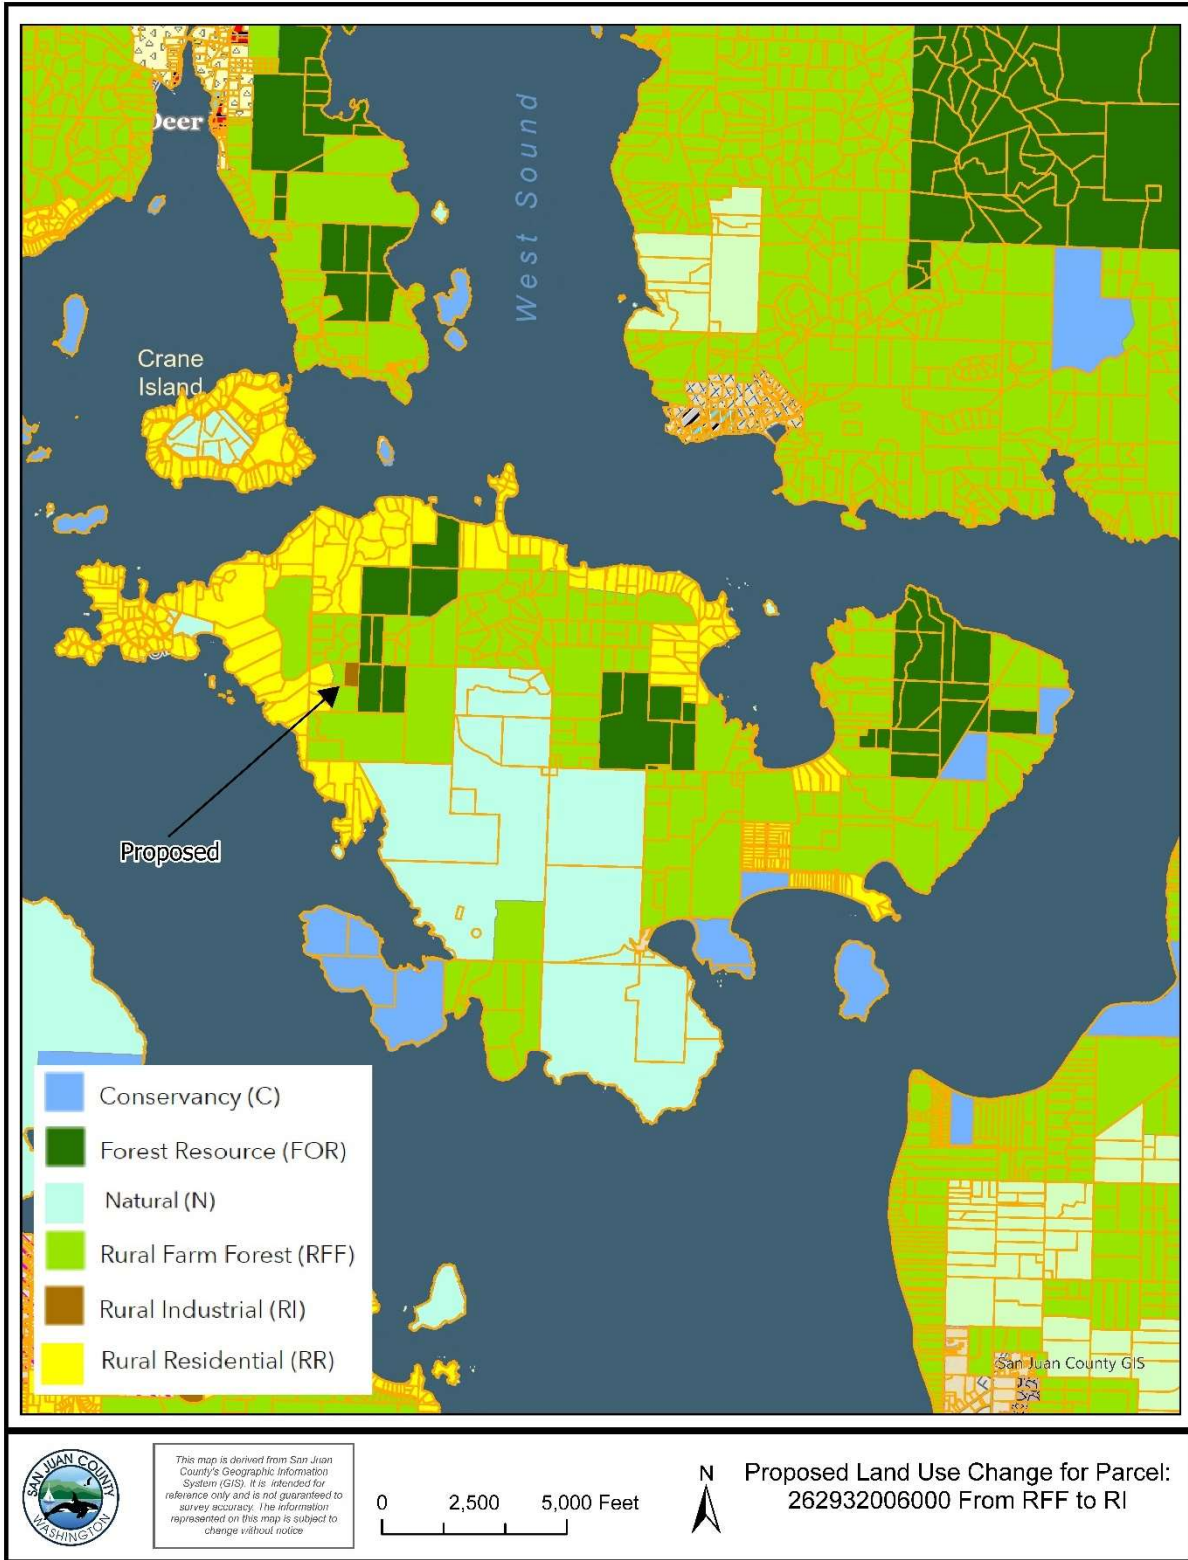 Deer
West Sound
Crane
Island
Proposed
Conservancy (C)
Forest Resource (FOR)
Natural (N)
Rural Farm Forest (RFF)
Rural Industrial (RI)
Rural Residential (RR)
San Juan County GIS
SAN JUAN COUNTY
WASHINGTON
This map is derived from San Juan
County's Geographic Information
System (GIS). It is intended for
reference only and is not guaranteed to
survey accuracy. The information
represented on this map is subject to
change without notice
0 2,500 5,000 Feet
N
Proposed Land Use Change for Parcel:
262932006000 From RFF to RI